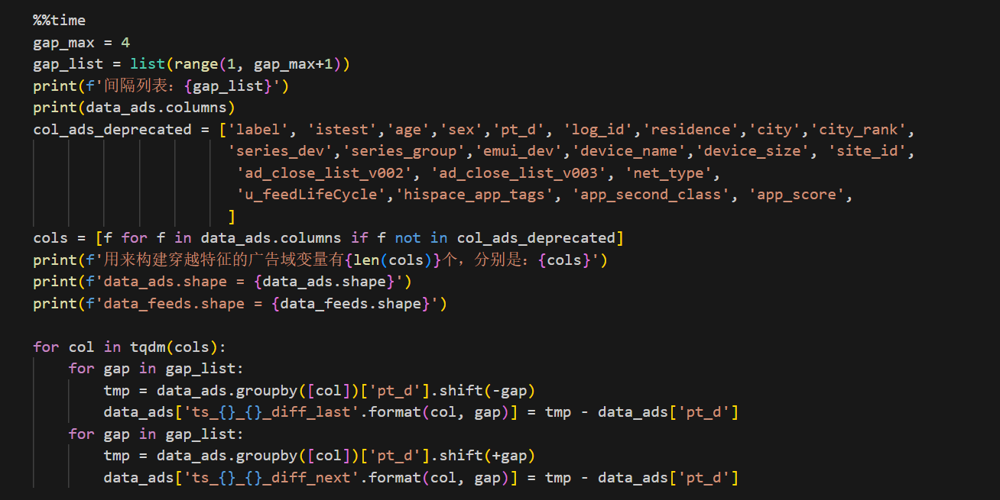 %%time
gap_max = 4
gap_list = list(range(1, gap_max+1))
print(f'间隔列表: {gap_list}')
print(data_ads.columns)
col_ads_deprecated = ['label', 'istest','age','sex','pt_d', 'log_id','residence','city','city_rank',
'series_dev','series_group','emui_dev','device_name','device_size', 'site_id',
'ad_close_list_v002', 'ad_close_list_v003', 'net_type',
'u_feedLifeCycle','hispace_app_tags', 'app_second_class', 'app_score',
]
cols = [f for f in data_ads.columns if f not in col_ads_deprecated]
print(f'用来构建穿越特征的广告域变量有{len(cols)}个，分别是: {cols}')
print(f'data_ads.shape = {data_ads.shape}')
print(f'data_feeds.shape = {data_feeds.shape}')
for col in tqdm(cols):
for gap in gap_list:
tmp = data_ads.groupby([col])['pt_d'].shift(-gap)
data_ads['ts_{}_{}_diff_last'.format(col, gap)] = tmp - data_ads['pt_d']
for gap in gap_list:
tmp = data_ads.groupby([col])['pt_d'].shift(+gap)
data_ads['ts_{}_{}_diff_next'.format(col, gap)] = tmp - data_ads['pt_d']